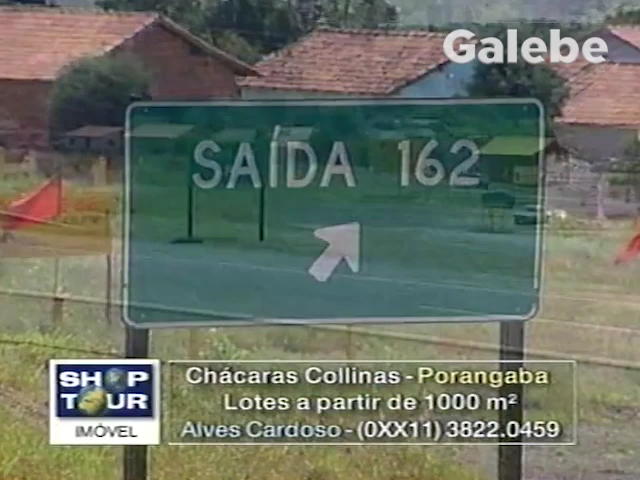 Galebe
SAÍDA 162
SHOP
TOUR
IMÓVEL
Chácaras Collinas - Porangaba
Lotes a partir de 1000 m²
Alves Cardoso - (0XX11) 3822.0459